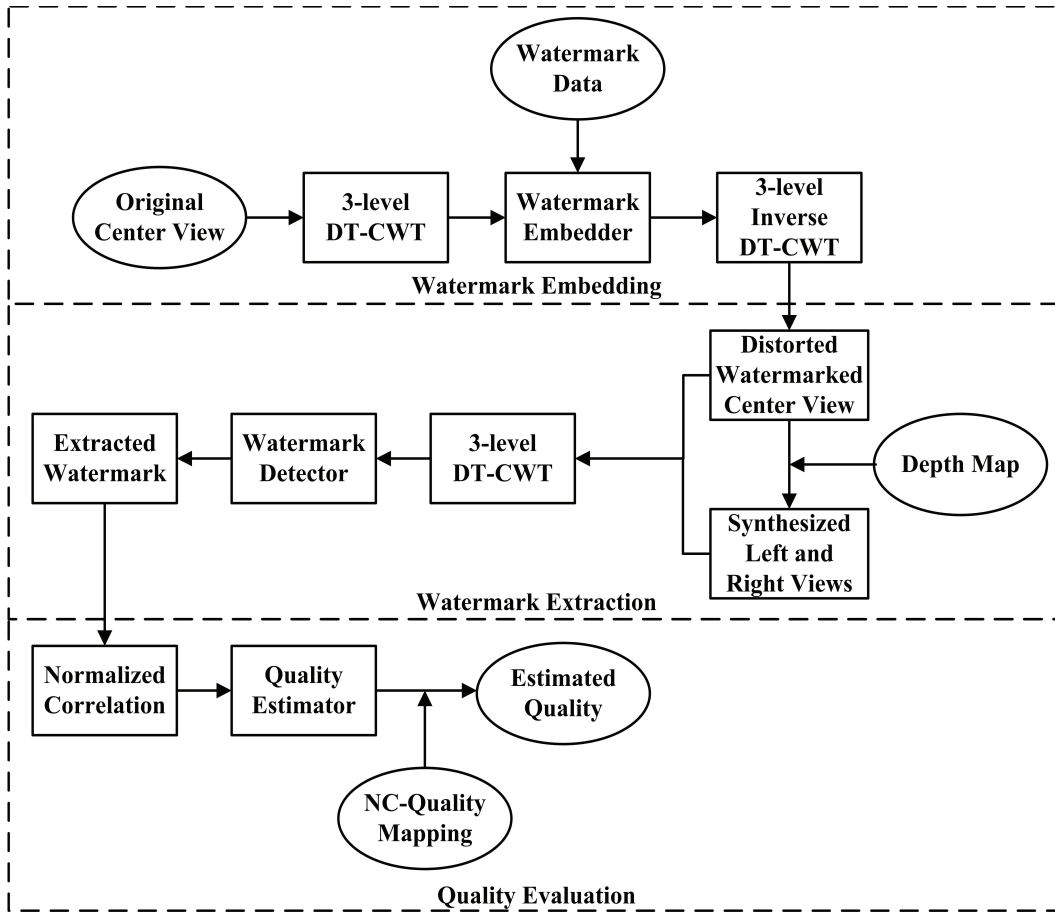 Watermark
Data
Original
Center View
3-level
DT-CWT
Watermark
Embedder
3-level
Inverse
DT-CWT
Watermark Embedding
Distorted
Watermarked
Center View
Extracted
Watermark
Watermark
Detector
3-level
DT-CWT
Depth Map
Synthesized
Left and
Right Views
Watermark Extraction
Normalized
Correlation
Quality
Estimator
Estimated
Quality
NC-Quality
Mapping
Quality Evaluation